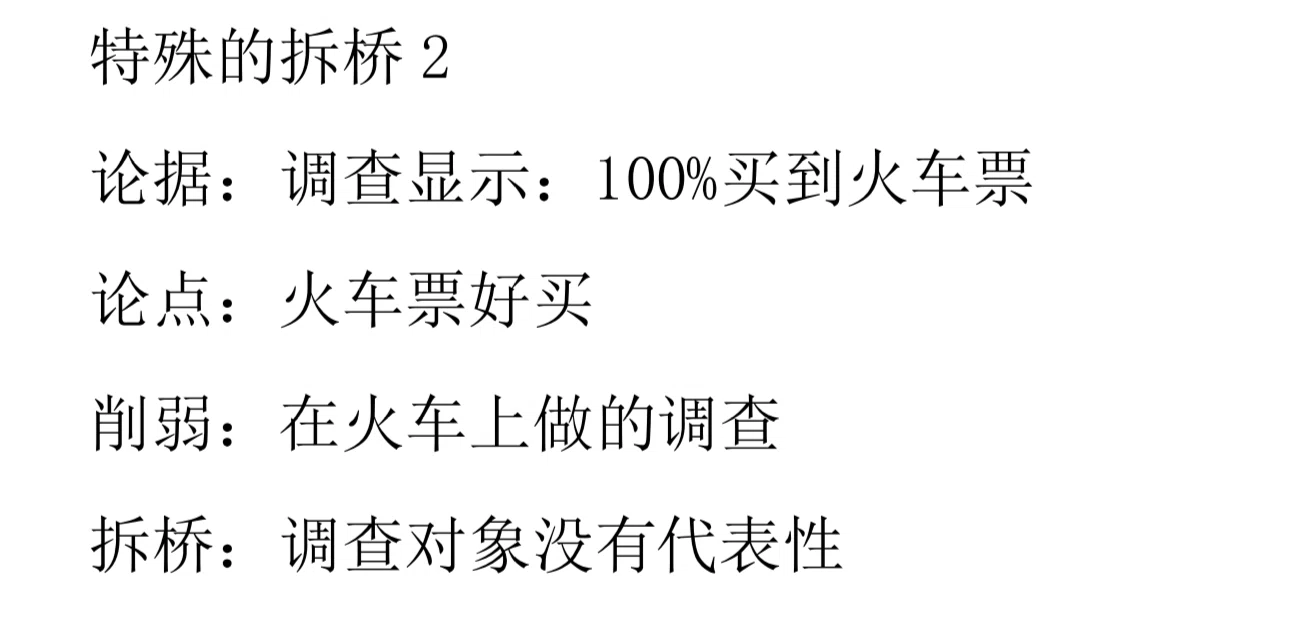 特殊的拆桥 2
论据：调查显示：100%买到火车票
论点：火车票好买
削弱：在火车上做的调查
拆桥：调查对象没有代表性